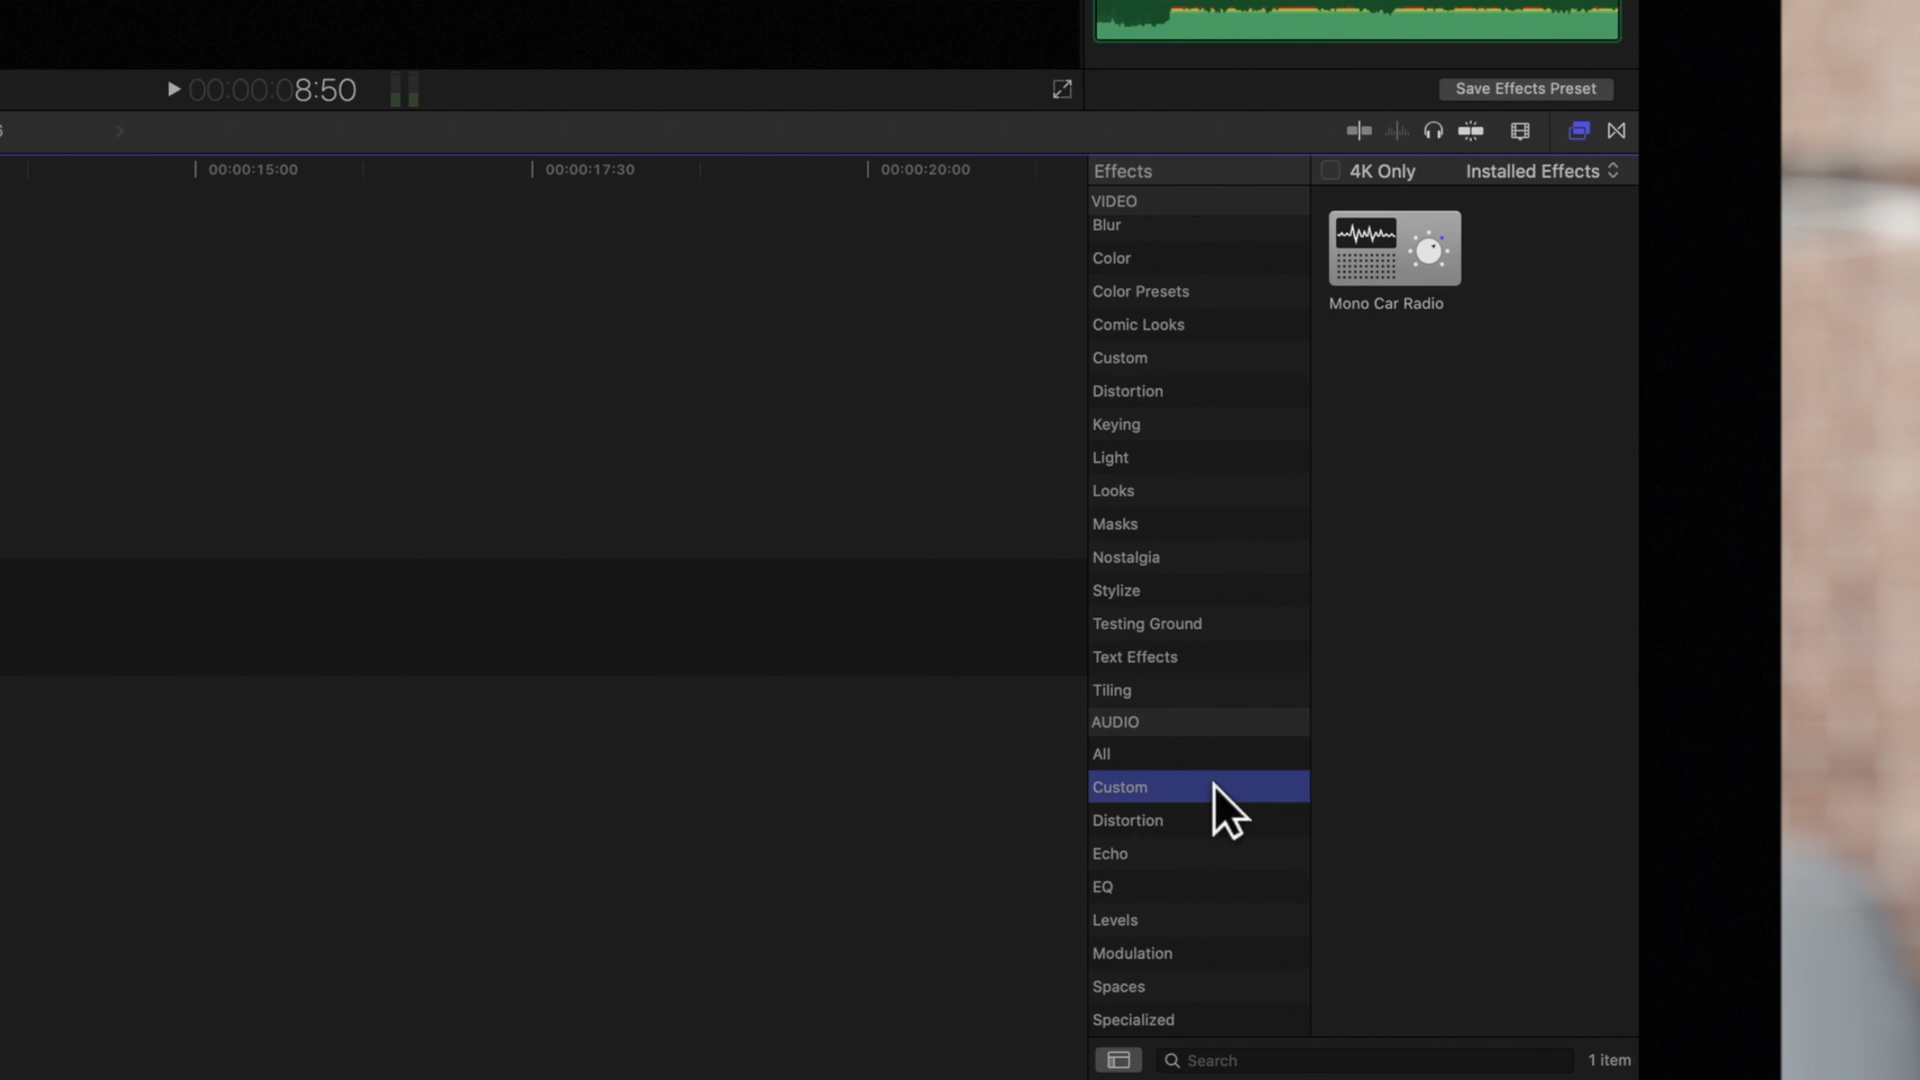 00:00:08:50
Save Effects Preset
00:00:15:00
00:00:17:30
00:00:20:00
Effects
4K Only
Installed Effects
VIDEO
Blur
Color
Color Presets
Comic Looks
Custom
Distortion
Keying
Light
Looks
Masks
Nostalgia
Stylize
Testing Ground
Text Effects
Tiling
AUDIO
All
Custom
Distortion
Echo
EQ
Levels
Modulation
Spaces
Specialized
Mono Car Radio
Search
1 item